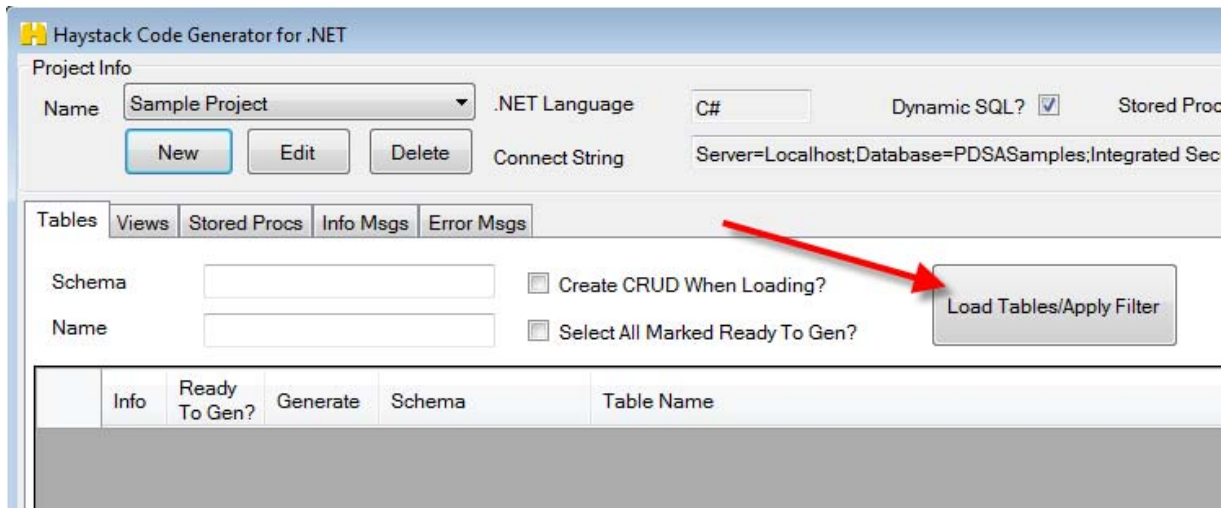 Haystack Code Generator for .NET
Project Info
Name Sample Project .NET Language C# Dynamic SQL? Stored Proc
New Edit Delete Connect String Server=Localhost;Database=PDSASamples;Integrated Sec
Tables Views Stored Procs Info Msgs Error Msgs
Schema Create CRUD When Loading?
Load Tables/Apply Filter
Name Select All Marked Ready To Gen?
Info Ready To Gen? Generate Schema Table Name